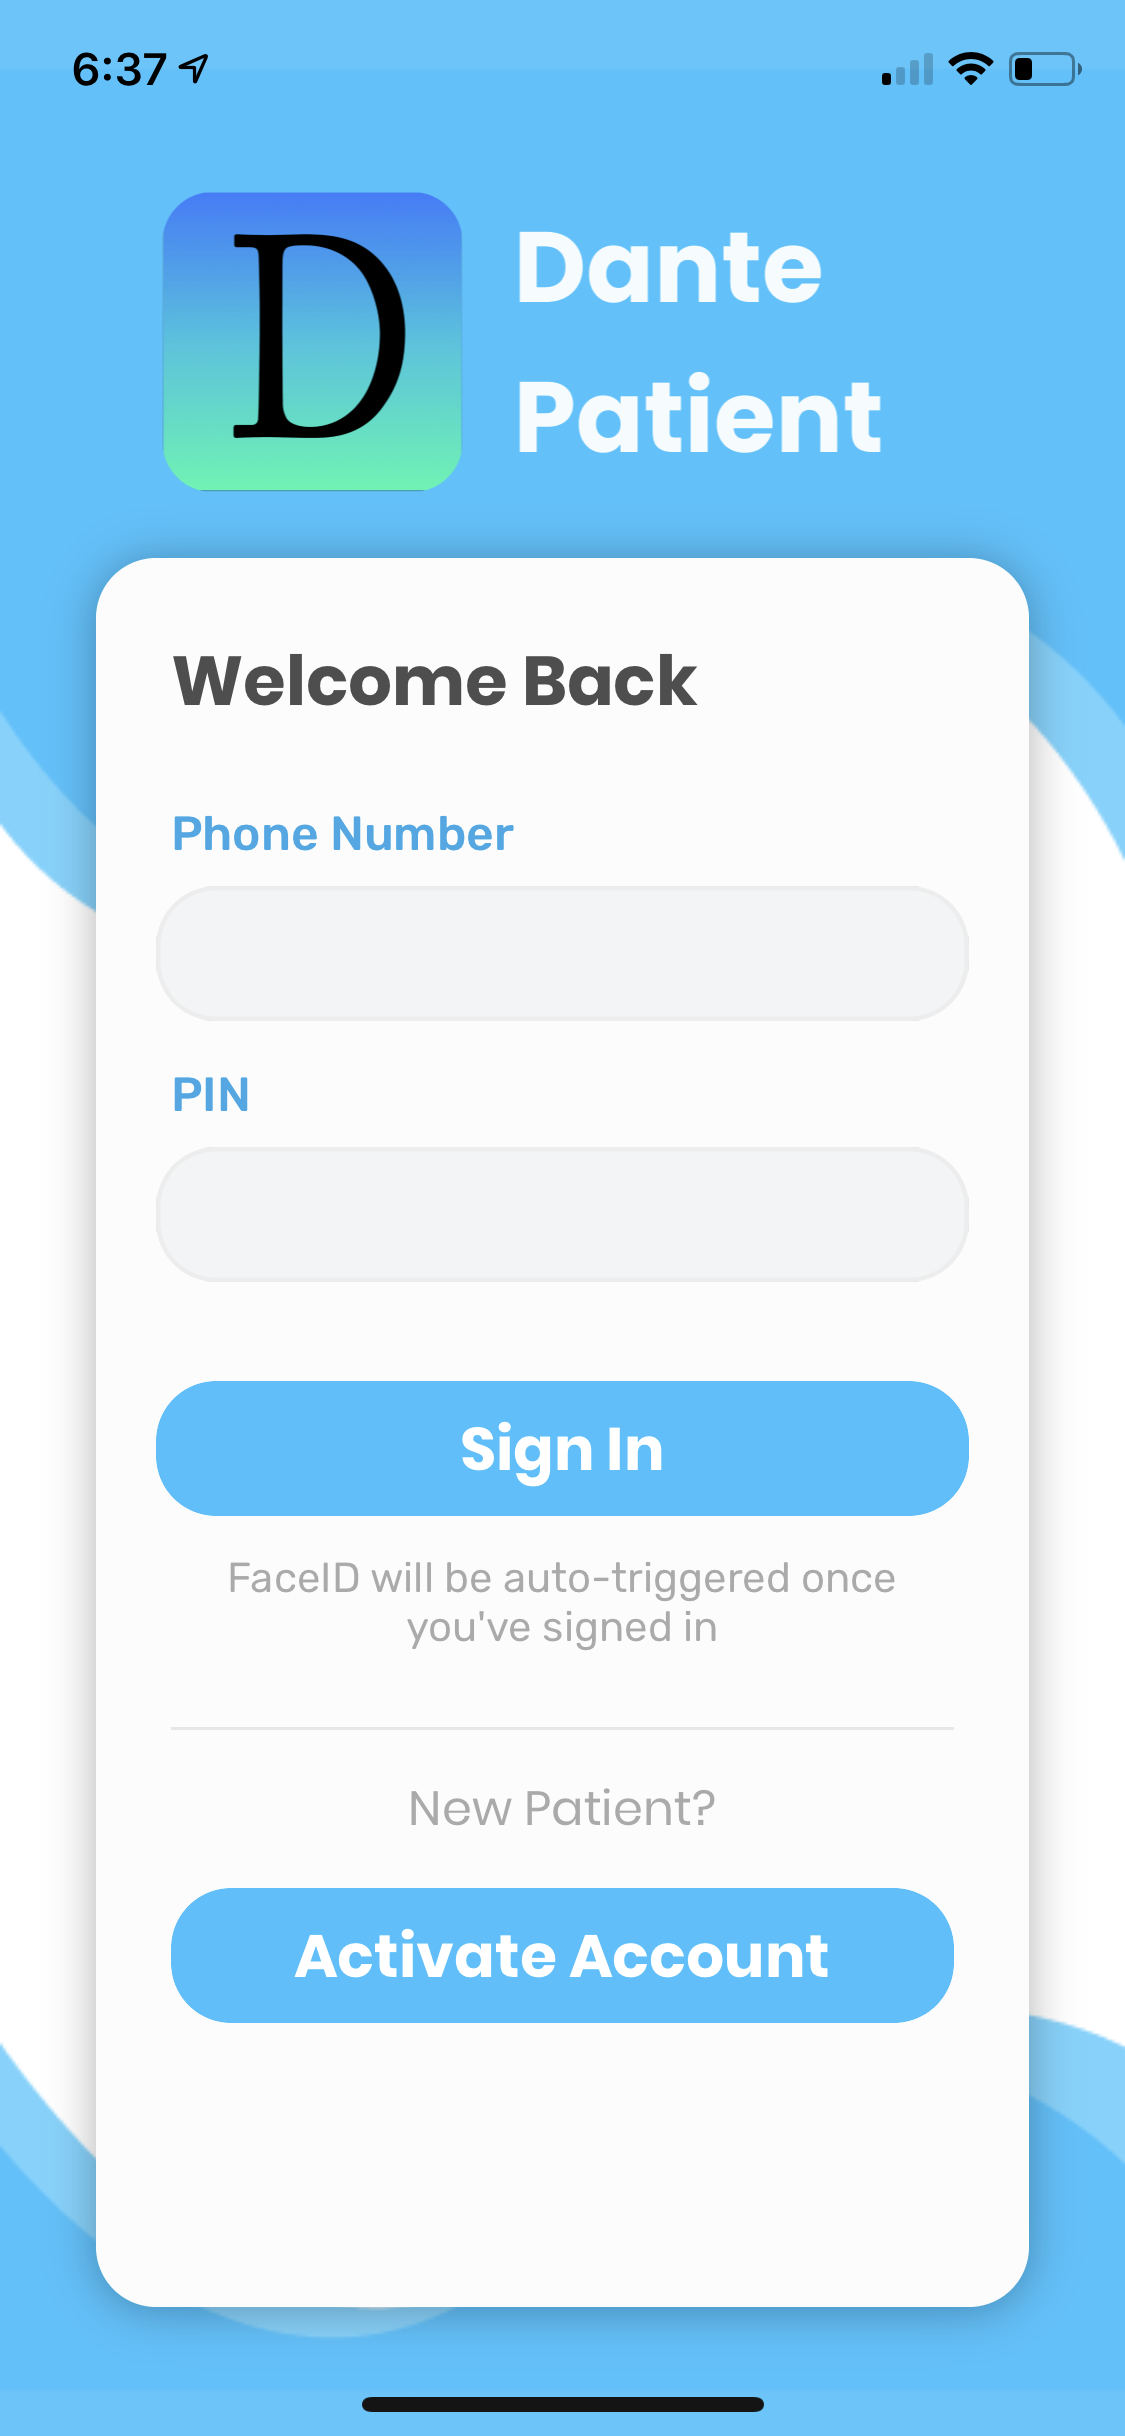 6:37
D
Dante
Patient
Welcome Back
Phone Number
PIN
Sign In
FaceID will be auto-triggered once
you've signed in
New Patient?
Activate Account